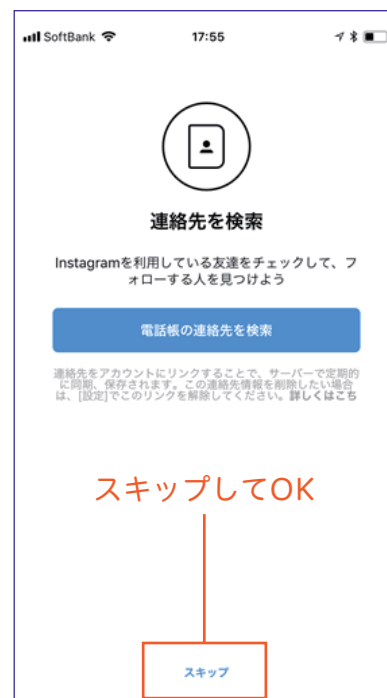 SoftBank 17:55
連絡先を検索
Instagramを利用している友達をチェックして、フ
ォローする人を見つけよう
電話帳の連絡先を検索
連絡先をアカウントにリンクすることで、サーバーで定期的
に同期、保存されます。この連絡先情報を削除したい場合
は、[設定]でこのリンクを解除してください。詳しくはこち
スキップしてOK
スキップ